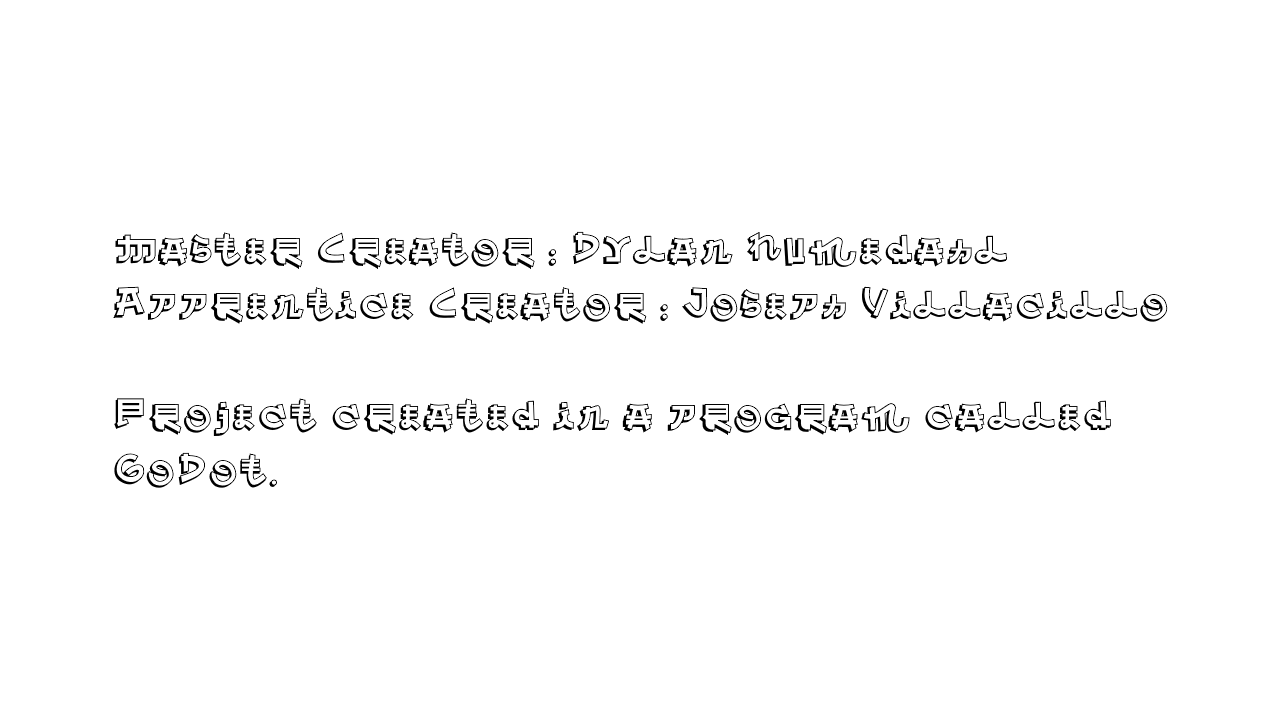 Master Creator : Dylan Numedahl
Apprentice Creator : Joseph Villacillo
Project created in a program called
GoDot.